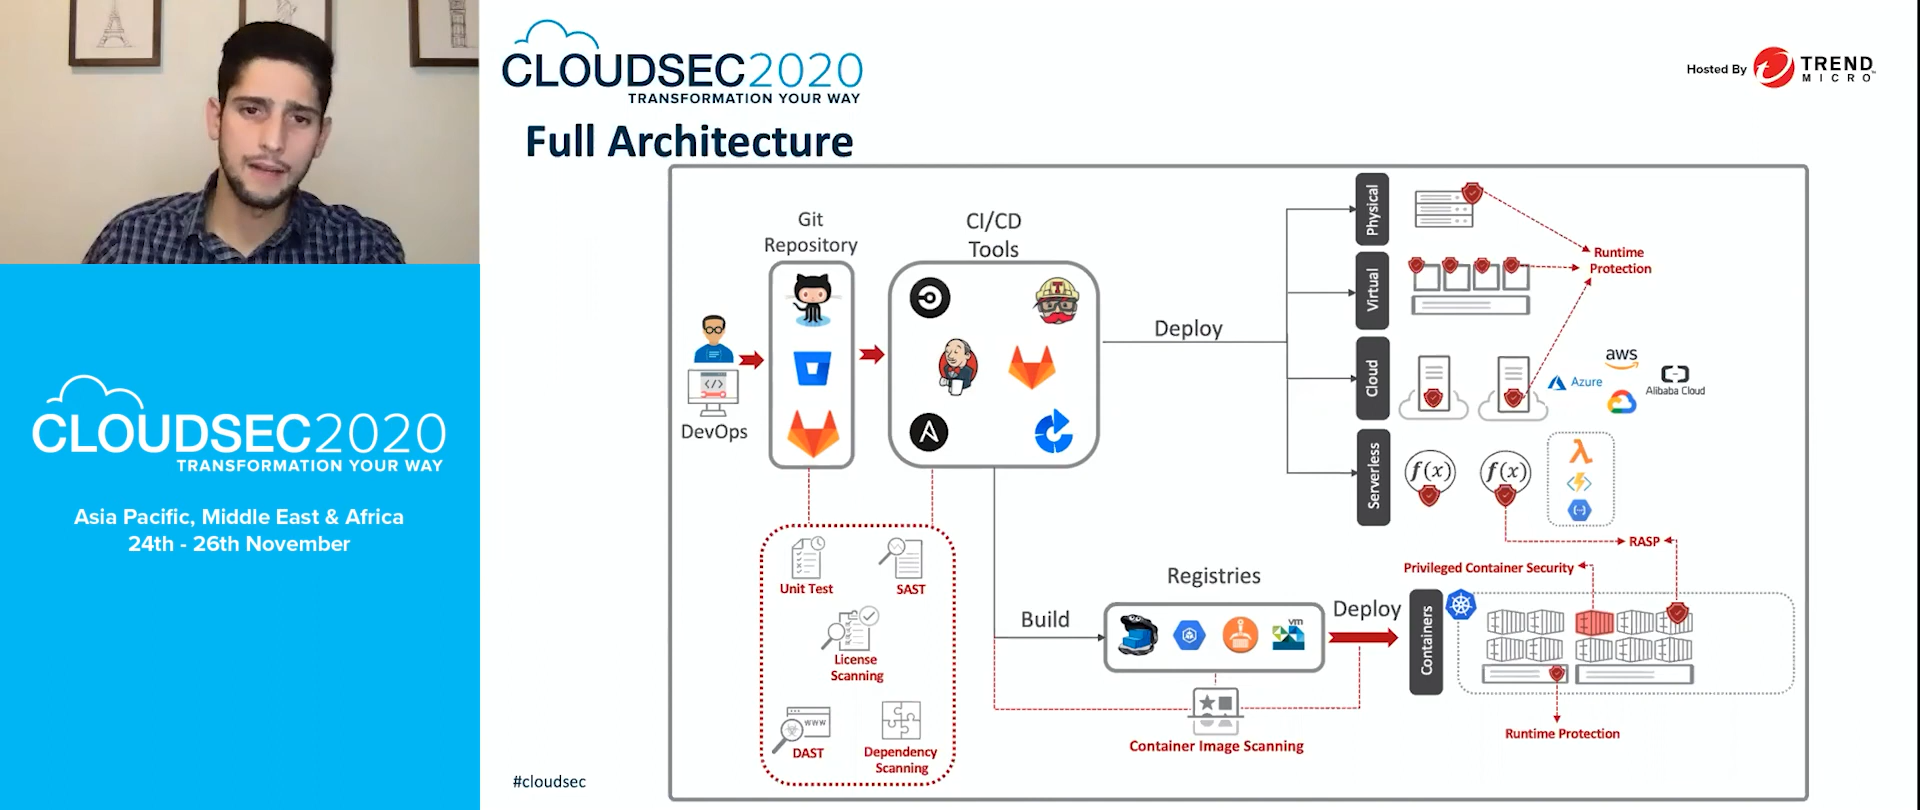 CLOUDSEC2020
TRANSFORMATION YOUR WAY
Asia Pacific, Middle East & Africa
24th - 26th November
CLOUDSEC2020
TRANSFORMATION YOUR WAY
Hosted By
TREND
MICRO
Full Architecture
DevOps
Git
Repository
CI/CD
Tools
Deploy
Physical
Virtual
Cloud
Serverless
Runtime
Protection
aws
Azure
Alibaba Cloud
f(x)
f(x)
RASP
Unit Test
SAST
License
Scanning
WWW
DAST
Dependency
Scanning
Build
Registries
vm
Deploy
Container Image Scanning
Privileged Container Security
Containers
Runtime Protection
#cloudsec